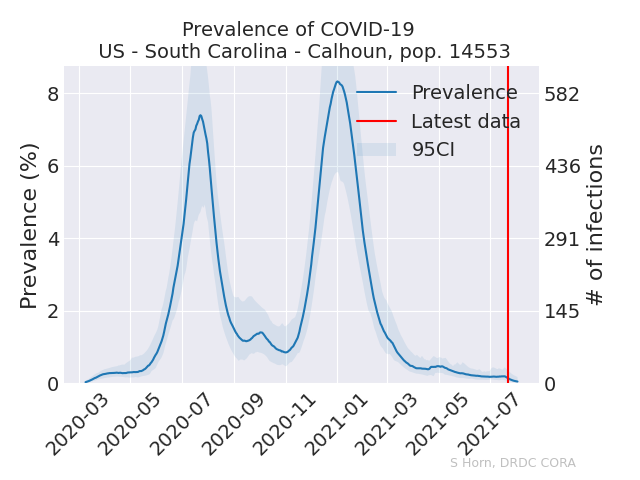 Prevalence of COVID-19
US - South Carolina - Calhoun, pop. 14553
Prevalence
Latest data
95CI
Prevalence (%)
8
6
4
2
0
582
436
291
145
0
# of infections
2020-03
2020-05
2020-07
2020-09
2020-11
2021-01
2021-03
2021-05
2021-07
S Horn, DRDC CORA